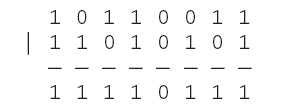 1 0 1 1 0 0 1 1
| 1 1 0 1 0 1 0 1
— — — — — — — —
1 1 1 1 0 1 1 1